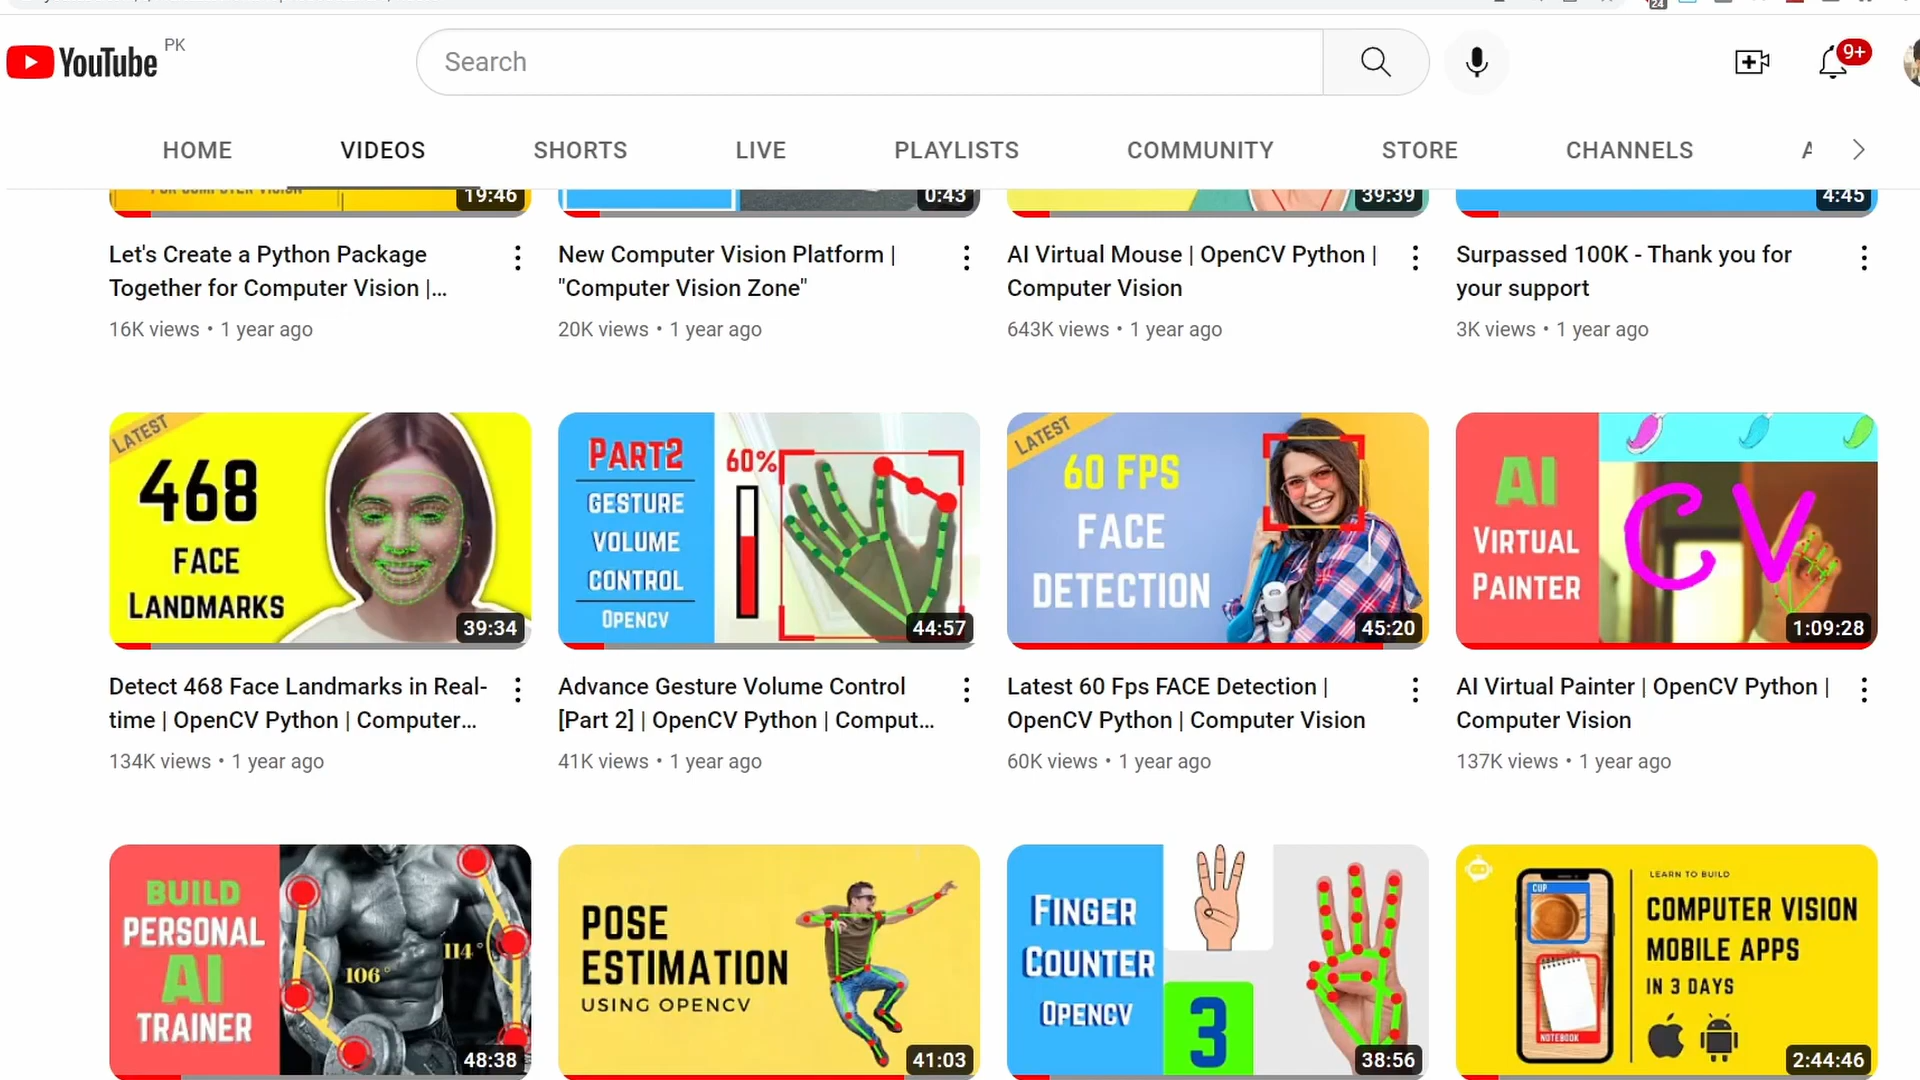 24
YouTube PK
Search
9+
HOME VIDEOS SHORTS LIVE PLAYLISTS COMMUNITY STORE CHANNELS
FOR COMPUTER VISION
19:46
0:43
39:39
4:45
Let's Create a Python Package
Together for Computer Vision |...
16K views • 1 year ago
New Computer Vision Platform |
"Computer Vision Zone"
20K views • 1 year ago
AI Virtual Mouse | OpenCV Python |
Computer Vision
643K views • 1 year ago
Surpassed 100K - Thank you for
your support
3K views • 1 year ago
LATEST
468
FACE
LANDMARKS
39:34
PART2
GESTURE
VOLUME
CONTROL
OPENCV
60%
44:57
LATEST
60 FPS
FACE
DETECTION
45:20
AI
VIRTUAL
PAINTER
CV
1:09:28
Detect 468 Face Landmarks in Real-
time | OpenCV Python | Computer...
134K views • 1 year ago
Advance Gesture Volume Control
[Part 2] | OpenCV Python | Comput...
41K views • 1 year ago
Latest 60 Fps FACE Detection |
OpenCV Python | Computer Vision
60K views • 1 year ago
AI Virtual Painter | OpenCV Python |
Computer Vision
137K views • 1 year ago
BUILD
PERSONAL
AI
TRAINER
106°
114°
48:38
POSE
ESTIMATION
USING OPENCV
41:03
FINGER
COUNTER
OPENCV
3
38:56
CUP
NOTEBOOK
LEARN TO BUILD
COMPUTER VISION
MOBILE APPS
IN 3 DAYS
2:44:46